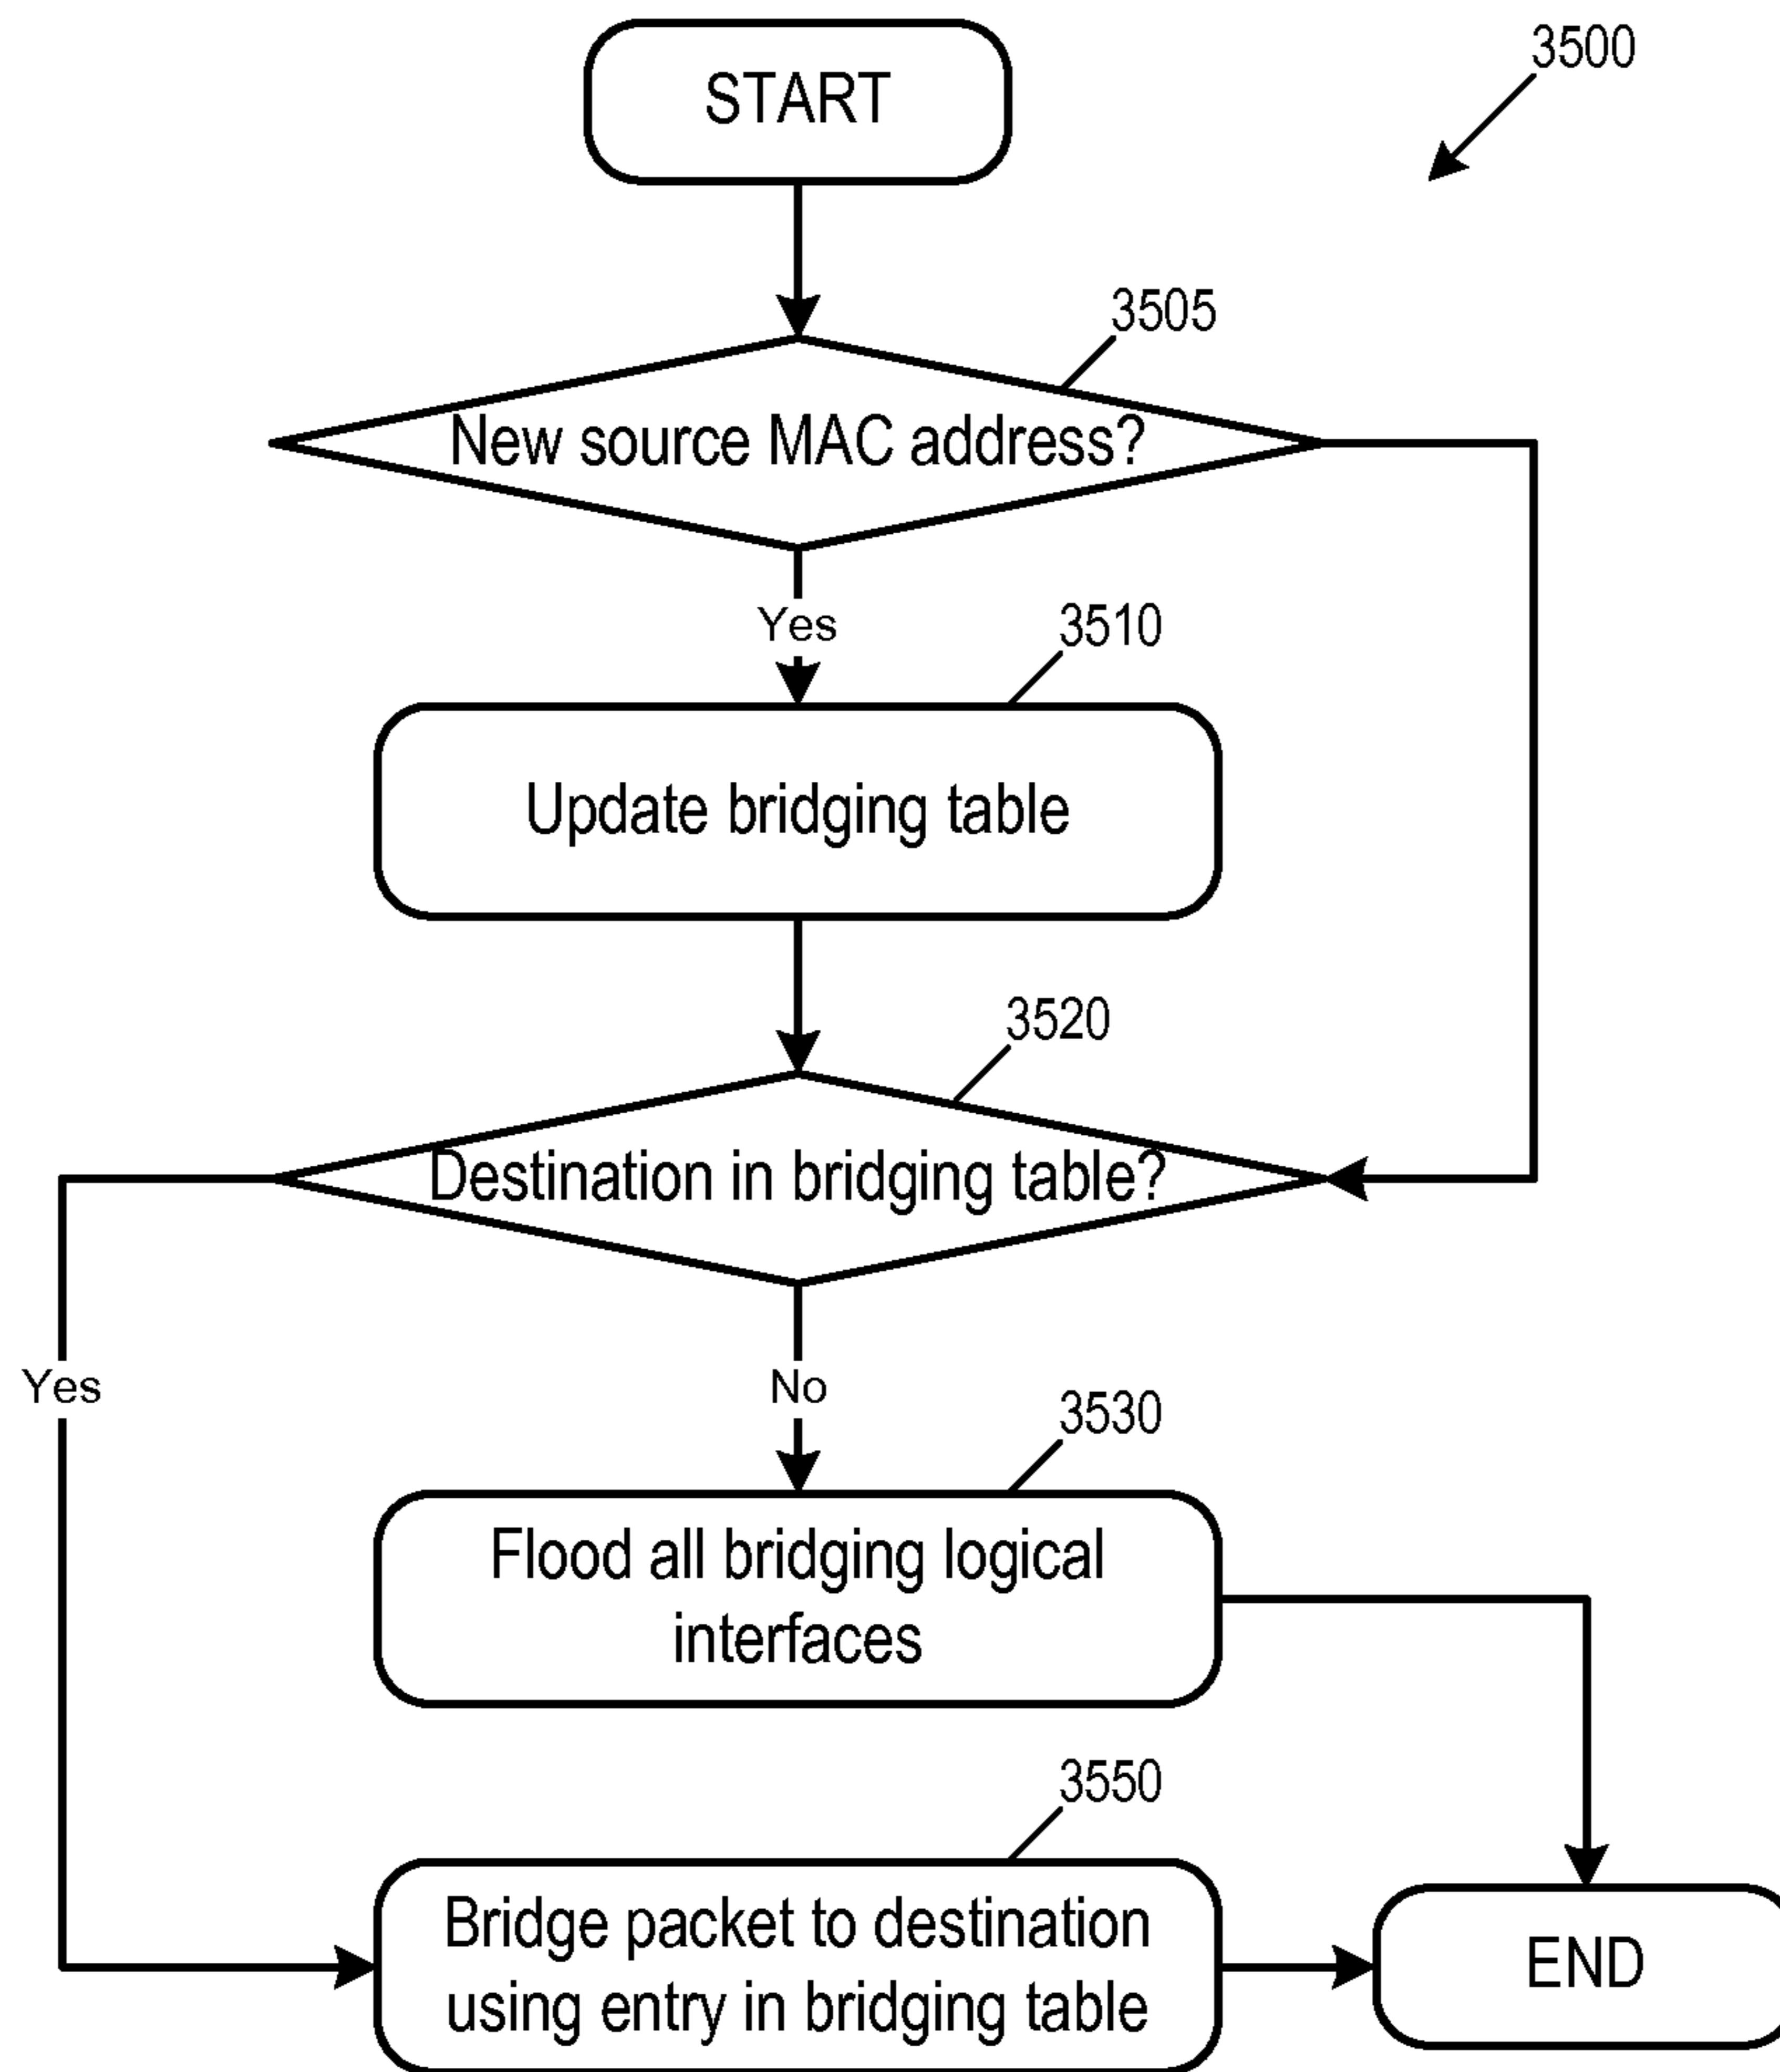 START
3500
3505
New source MAC address?
Yes
3510
Update bridging table
3520
Destination in bridging table?
Yes
No
3530
Flood all bridging logical
interfaces
3550
Bridge packet to destination
using entry in bridging table
END